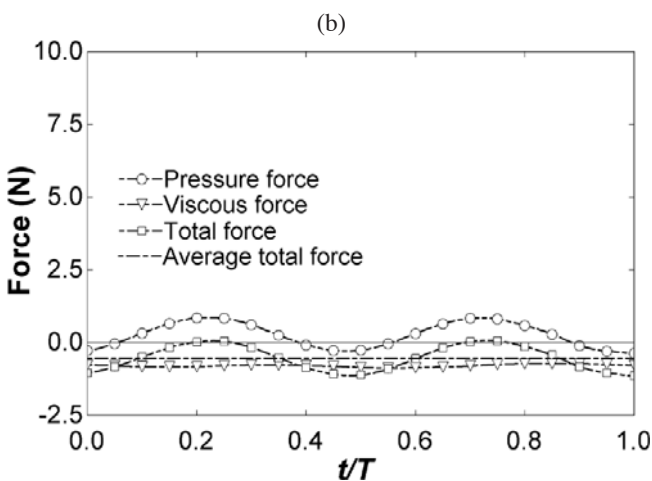 (b)
10.0
7.5
5.0
2.5
0.0
-2.5
Force (N)
Pressure force
Viscous force
Total force
Average total force
0.0 0.2 0.4 0.6 0.8 1.0
t/T